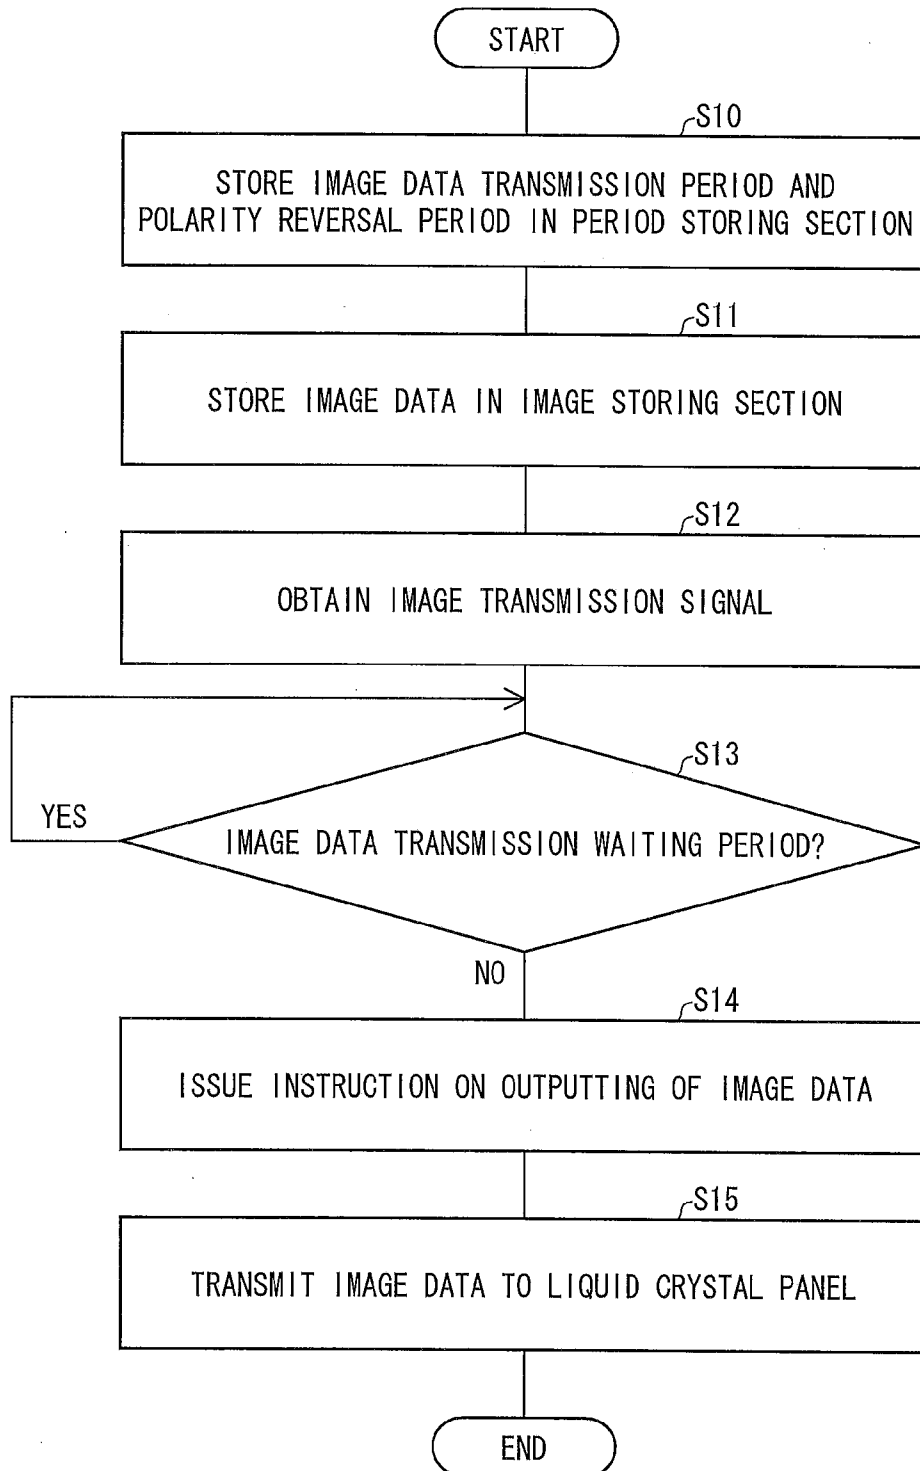 START
S10
STORE IMAGE DATA TRANSMISSION PERIOD AND
POLARITY REVERSAL PERIOD IN PERIOD STORING SECTION
S11
STORE IMAGE DATA IN IMAGE STORING SECTION
S12
OBTAIN IMAGE TRANSMISSION SIGNAL
S13
YES
IMAGE DATA TRANSMISSION WAITING PERIOD?
NO
S14
ISSUE INSTRUCTION ON OUTPUTTING OF IMAGE DATA
S15
TRANSMIT IMAGE DATA TO LIQUID CRYSTAL PANEL
END